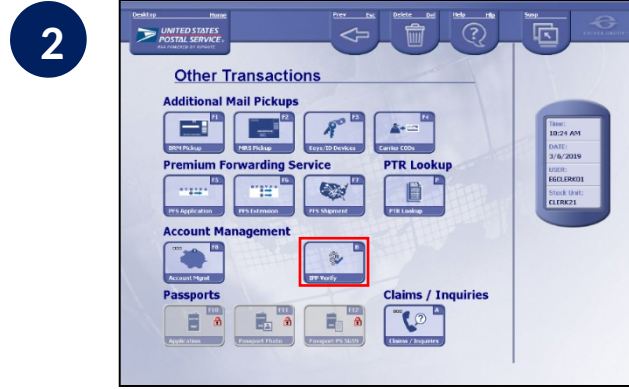 2
Desktop Home Prev Esc Delete Del Help Hlp Susp
UNITED STATES
POSTAL SERVICE.
Other Transactions
Additional Mail Pickups
F1 F2 F3 F4
BRM Pickup MRS Pickup Keys/ID Devices Carrier CODs
Premium Forwarding Service PTR Lookup
F5 F6 F7 P
PFS Application PFS Extension PFS Shipment PTR Lookup
Account Management
F8
Account Mgmt IPP Verify
Passports Claims / Inquiries
F10 F11 F12 A
Application Passport Photo Passport PS 5659 Claims / Inquiries
Time:
10:24 AM
DATE:
3/6/2019
USER:
EGCLERK01
Stock Unit:
CLERK21